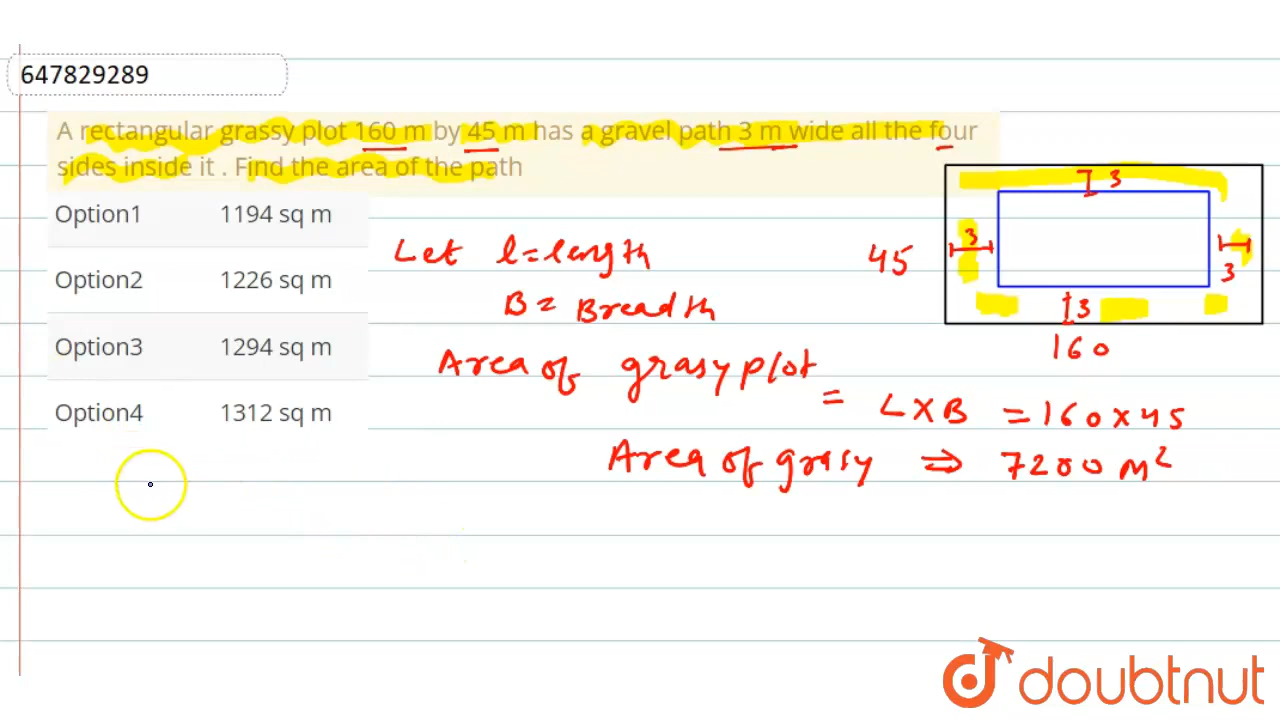 647829289
A rectangular grassy plot 160 m by 45 m has a gravel path 3 m wide all the four
sides inside it . Find the area of the path
Option1 1194 sq m
Option2 1226 sq m
Option3 1294 sq m
Option4 1312 sq m
Let l = length
B = Breadth
Area of grasy plot = L X B = 160 x 45
Area of grasy ⇒ 7200 m²
3
3
45
3
3
160
doubtnut